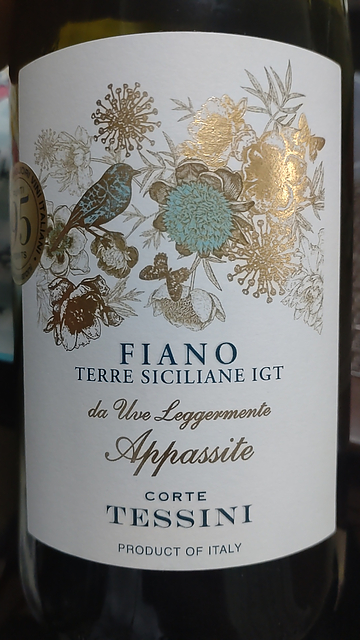 FIANO
TERRE SICILIANE IGT
da Uve Leggermente
Appassite
CORTE
TESSINI
PRODUCT OF ITALY